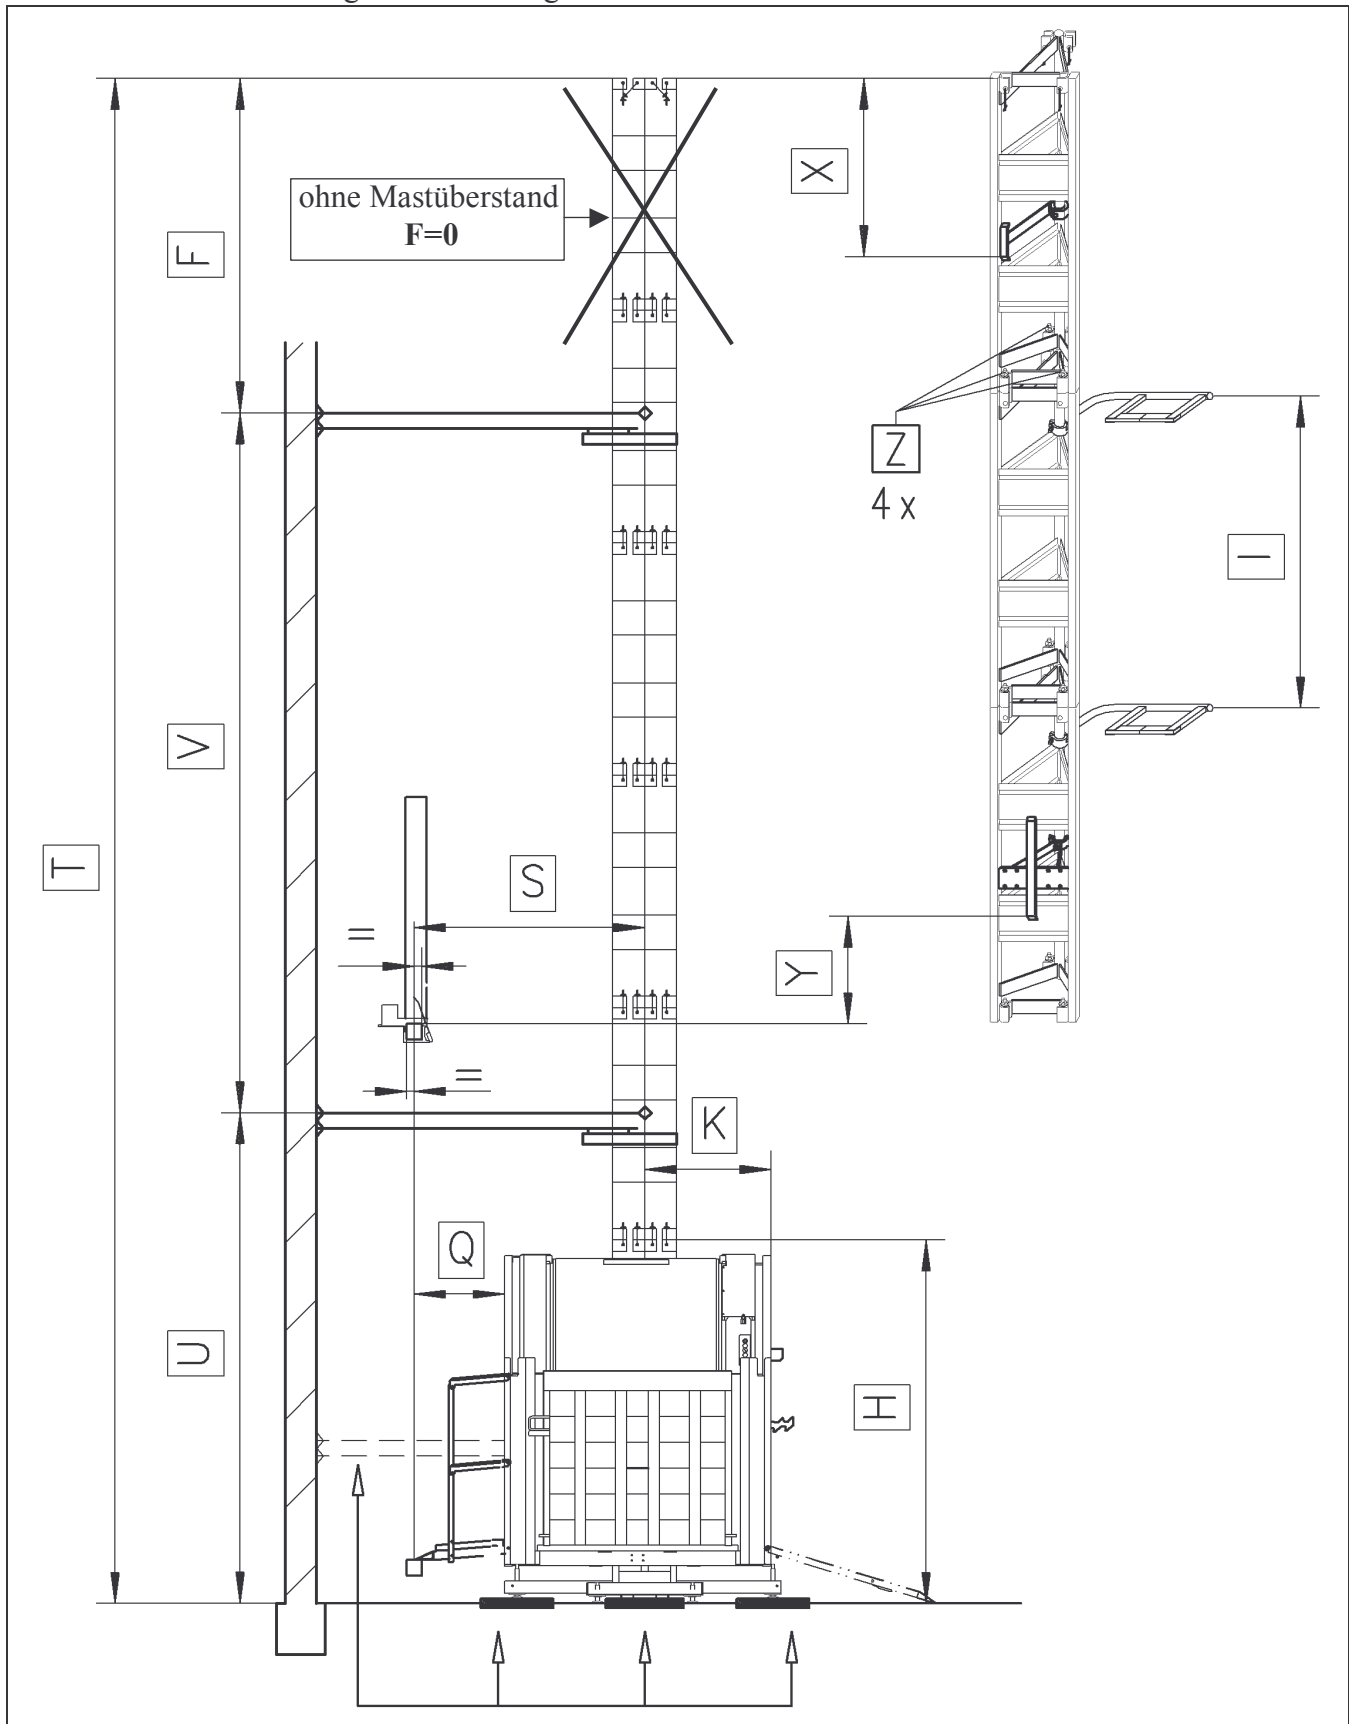 X
ohne Mastüberstand
F=0
F
Z
4 x
I
V
T
S
=
Y
=
K
Q
U
H